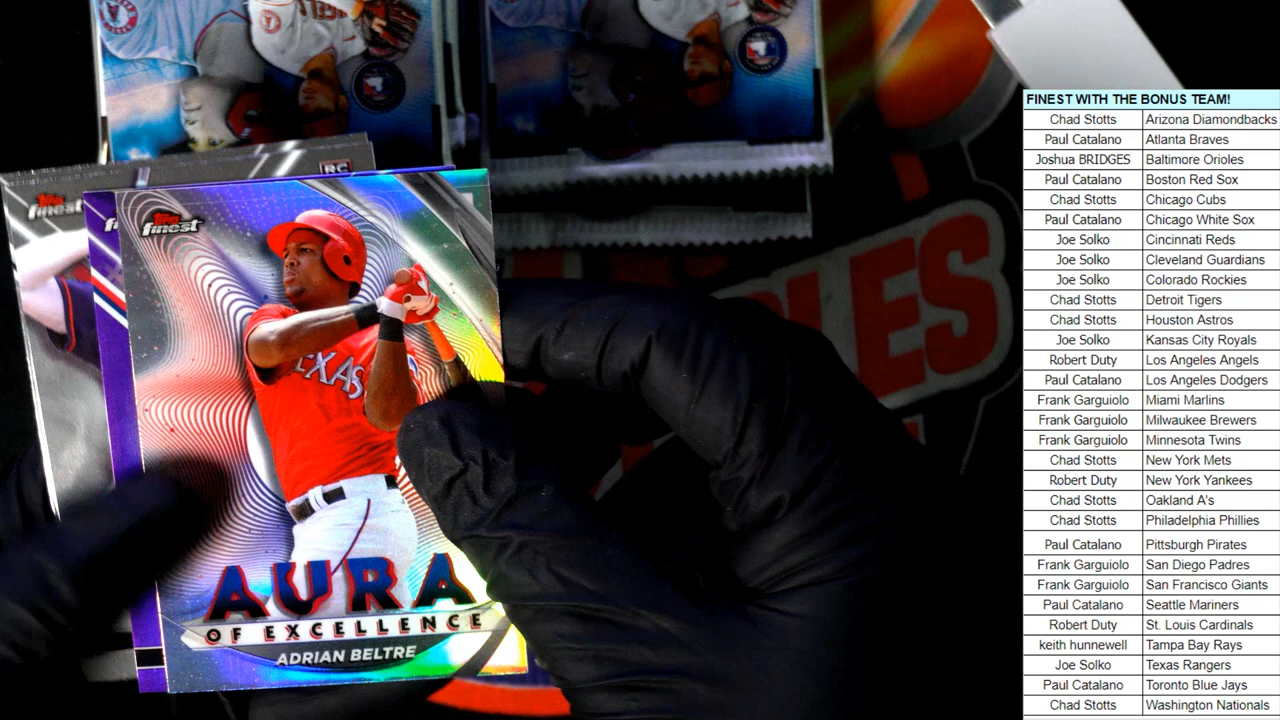 FINEST WITH THE BONUS TEAM!
Chad Stotts Arizona Diamondbacks
Paul Catalano Atlanta Braves
Joshua BRIDGES Baltimore Orioles
Paul Catalano Boston Red Sox
Chad Stotts Chicago Cubs
Paul Catalano Chicago White Sox
Joe Solko Cincinnati Reds
Joe Solko Cleveland Guardians
Joe Solko Colorado Rockies
Chad Stotts Detroit Tigers
Chad Stotts Houston Astros
Joe Solko Kansas City Royals
Robert Duty Los Angeles Angels
Paul Catalano Los Angeles Dodgers
Frank Garguiolo Miami Marlins
Frank Garguiolo Milwaukee Brewers
Frank Garguiolo Minnesota Twins
Chad Stotts New York Mets
Robert Duty New York Yankees
Chad Stotts Oakland A's
Chad Stotts Philadelphia Phillies
Paul Catalano Pittsburgh Pirates
Frank Garguiolo San Diego Padres
Frank Garguiolo San Francisco Giants
Paul Catalano Seattle Mariners
Robert Duty St. Louis Cardinals
keith hunnewell Tampa Bay Rays
Joe Solko Texas Rangers
Paul Catalano Toronto Blue Jays
Chad Stotts Washington Nationals
RC
Topps
finest
Topps
finest
TEXAS
AURA
OF EXCELLENCE
ADRIAN BELTRE